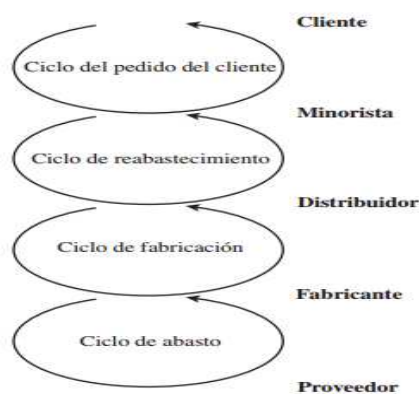 Cliente
Ciclo del pedido del cliente
Minorista
Ciclo de reabastecimiento
Distribuidor
Ciclo de fabricación
Fabricante
Ciclo de abasto
Proveedor